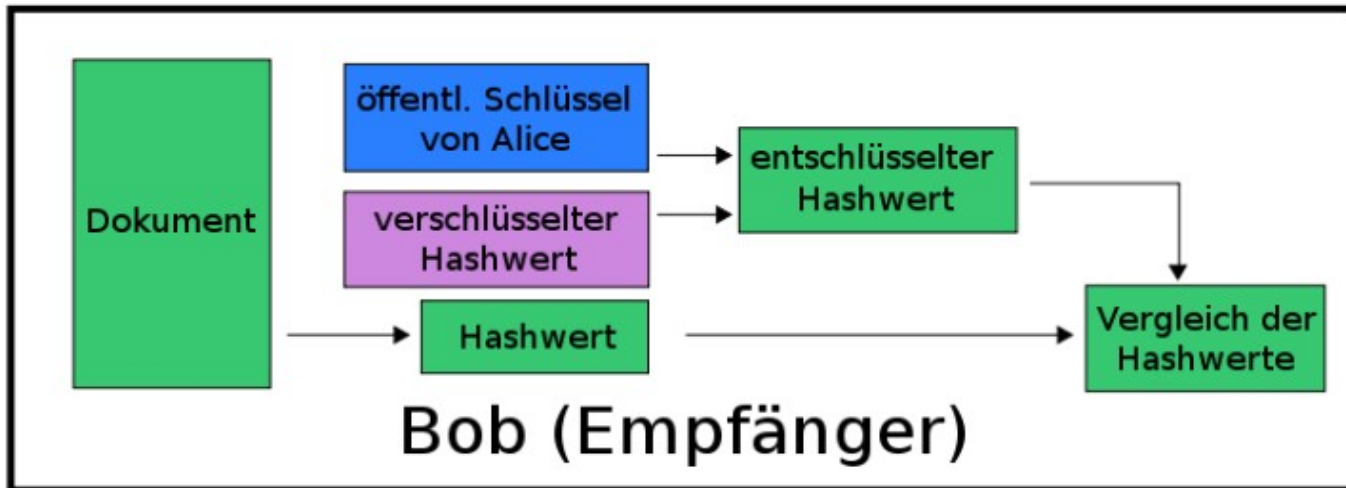 Dokument
öffentl. Schlüssel
von Alice
verschlüsselter
Hashwert
Hashwert
entschlüsselter
Hashwert
Vergleich der
Hashwerte
Bob (Empfänger)